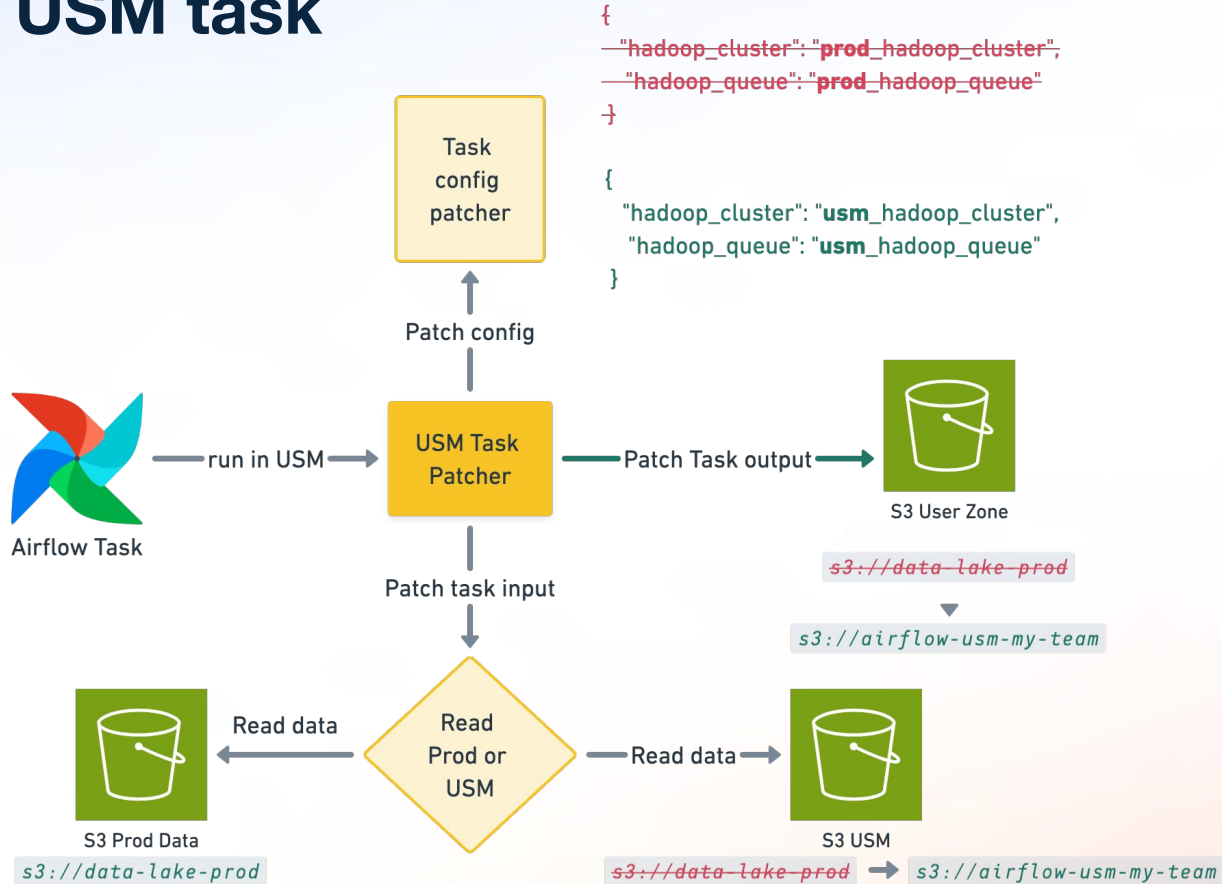 USM task
{
"hadoop_cluster": "prod_hadoop_cluster",
"hadoop_queue": "prod_hadoop_queue"
}
{
"hadoop_cluster": "usm_hadoop_cluster",
"hadoop_queue": "usm_hadoop_queue"
}
Task
config
patcher
Patch config
Airflow Task
run in USM
USM Task
Patcher
Patch Task output
S3 User Zone
s3://data-lake-prod
s3://airflow-usm-my-team
Patch task input
Read
Prod or
USM
Read data
S3 Prod Data
s3://data-lake-prod
Read data
S3 USM
s3://data-lake-prod
s3://airflow-usm-my-team